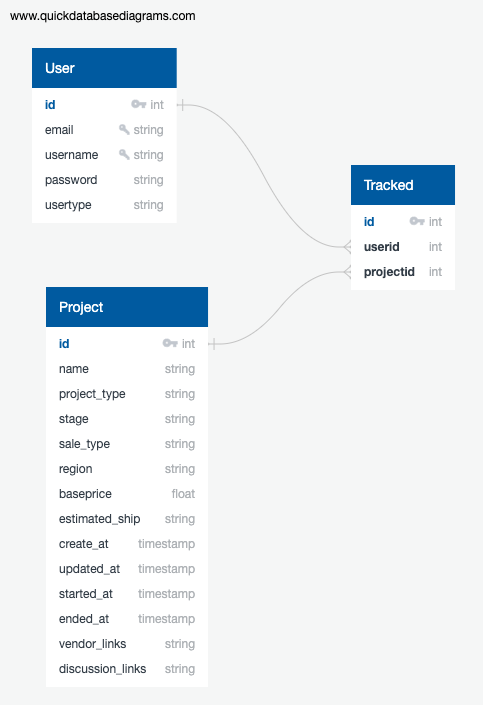 www.quickdatabasediagrams.com
User
id int
email string
username string
password string
usertype string
Tracked
id int
userid int
projectid int
Project
id int
name string
project_type string
stage string
sale_type string
region string
baseprice float
estimated_ship string
create_at timestamp
updated_at timestamp
started_at timestamp
ended_at timestamp
vendor_links string
discussion_links string